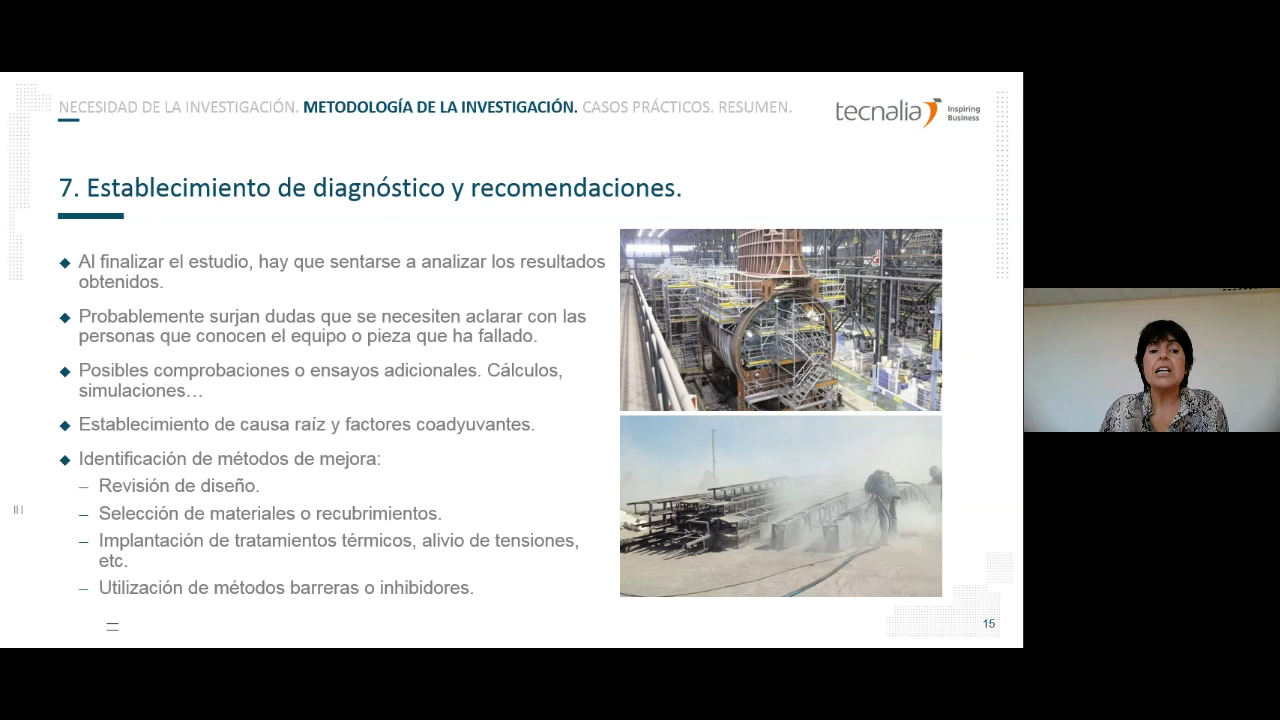 NECESIDAD DE LA INVESTIGACIÓN. METODOLOGÍA DE LA INVESTIGACIÓN. CASOS PRÁCTICOS. RESUMEN.
tecnalia Inspiring
Business
7. Establecimiento de diagnóstico y recomendaciones.
Al finalizar el estudio, hay que sentarse a analizar los resultados
obtenidos.
Probablemente surjan dudas que se necesiten aclarar con las
personas que conocen el equipo o pieza que ha fallado.
Posibles comprobaciones o ensayos adicionales. Cálculos,
simulaciones…
Establecimiento de causa raíz y factores coadyuvantes.
Identificación de métodos de mejora:
– Revisión de diseño.
– Selección de materiales o recubrimientos.
– Implantación de tratamientos térmicos, alivio de tensiones,
etc.
– Utilización de métodos barreras o inhibidores.
15